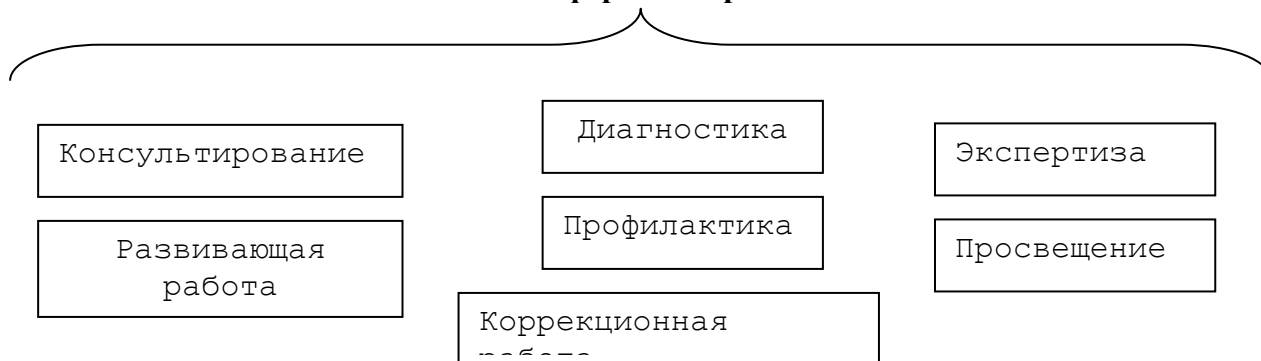 Консультирование
Диагностика
Экспертиза
Развивающая
работа
Профилактика
Просвещение
Коррекционная